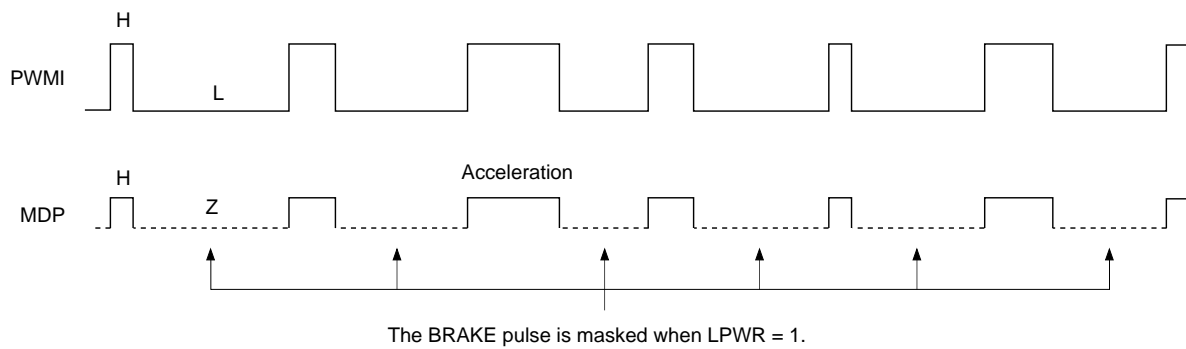 H
PWMI
L
Acceleration
H
Z
MDP
The BRAKE pulse is masked when LPWR = 1.